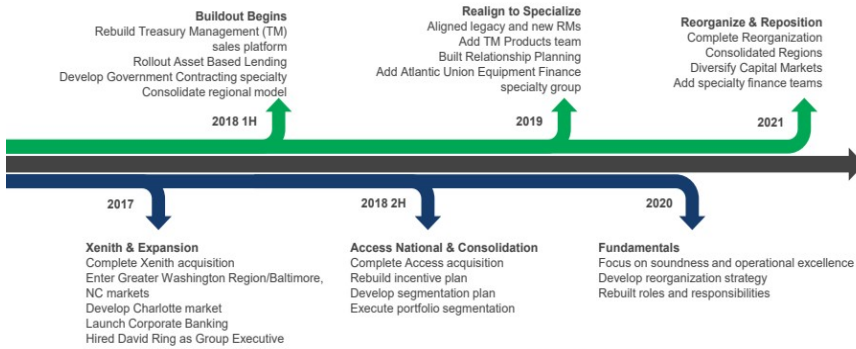 Buildout Begins
Rebuild Treasury Management (TM)
sales platform
Rollout Asset Based Lending
Develop Government Contracting specialty
Consolidate regional model
2018 1H
Realign to Specialize
Aligned legacy and new RMs
Add TM Products team
Built Relationship Planning
Add Atlantic Union Equipment Finance
specialty group
2019
Reorganize & Reposition
Complete Reorganization
Consolidated Regions
Diversify Capital Markets
Add specialty finance teams
2021
2017
Xenith & Expansion
Complete Xenith acquisition
Enter Greater Washington Region/Baltimore,
NC markets
Develop Charlotte market
Launch Corporate Banking
Hired David Ring as Group Executive
2018 2H
Access National & Consolidation
Complete Access acquisition
Rebuild incentive plan
Develop segmentation plan
Execute portfolio segmentation
2020
Fundamentals
Focus on soundness and operational excellence
Develop reorganization strategy
Rebuilt roles and responsibilities